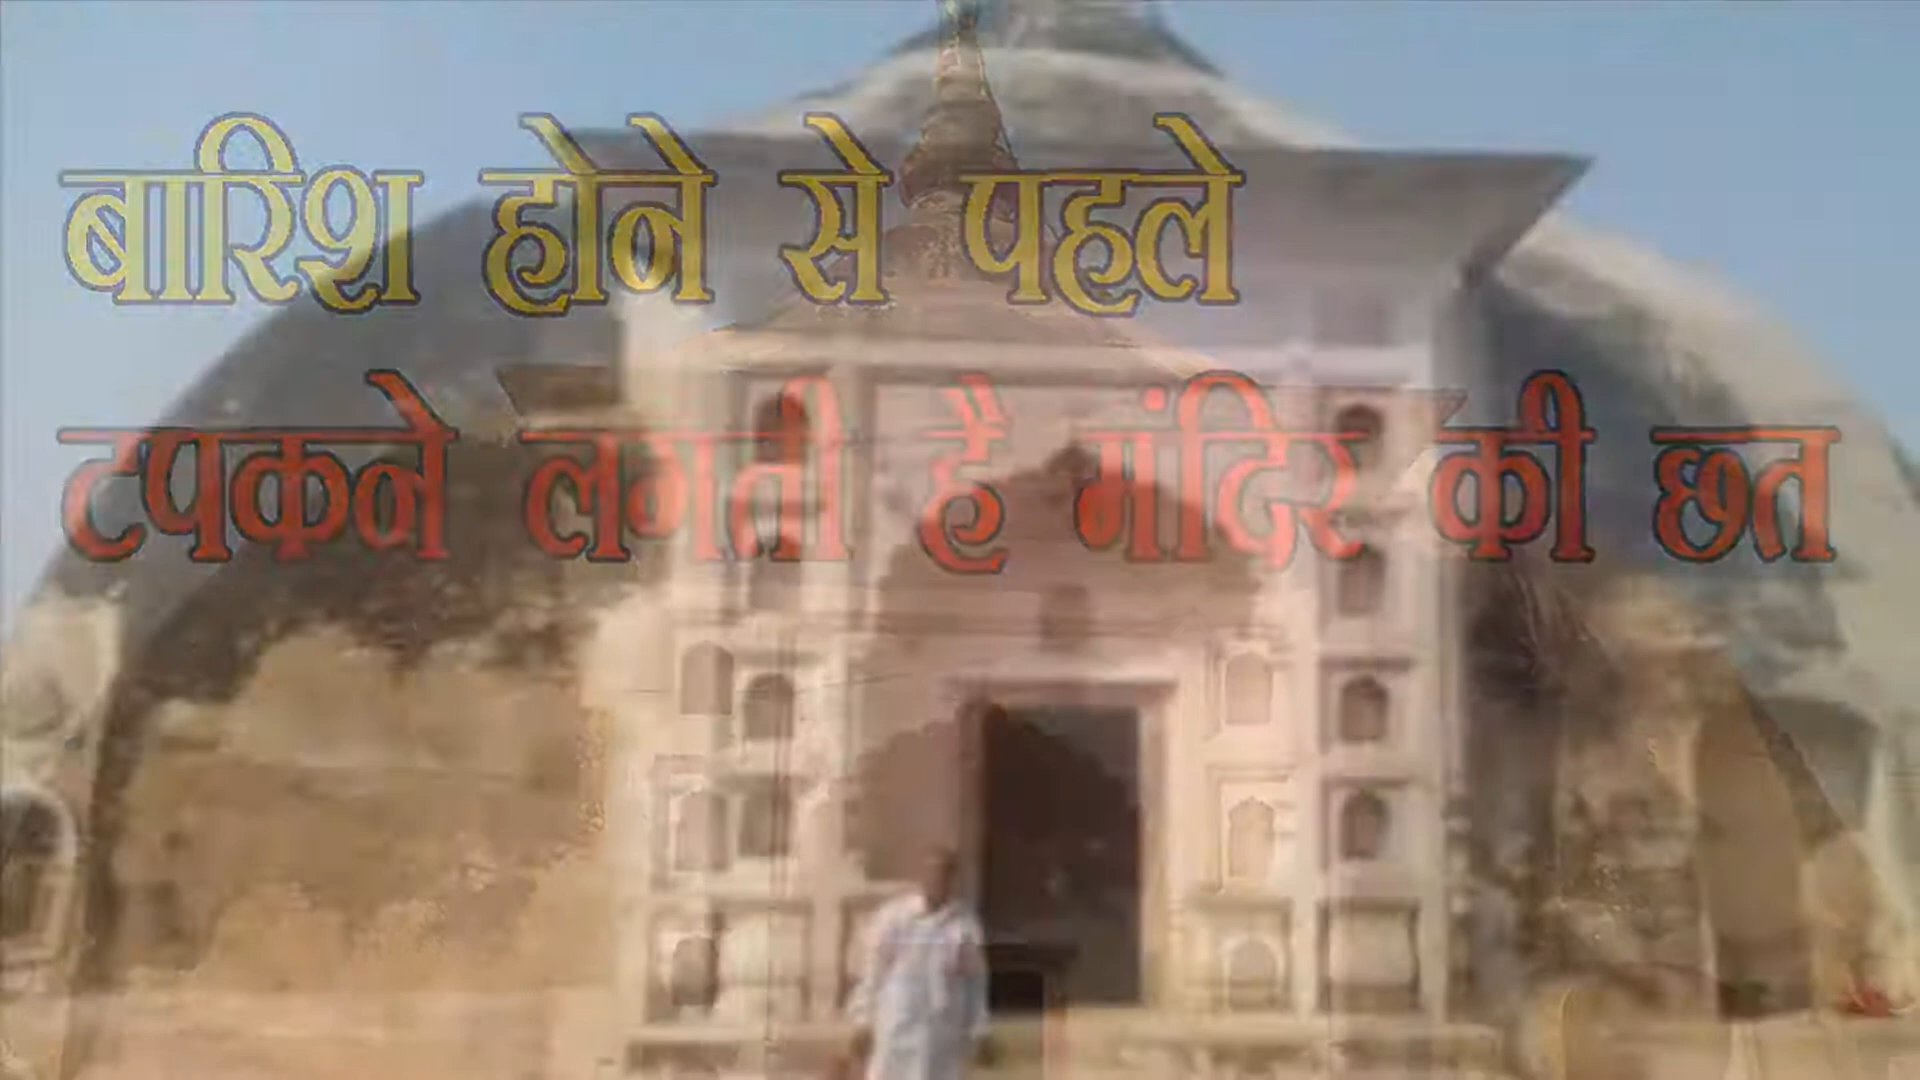 बारिश होने से पहले
टपकने लगती है मंदिर की छत